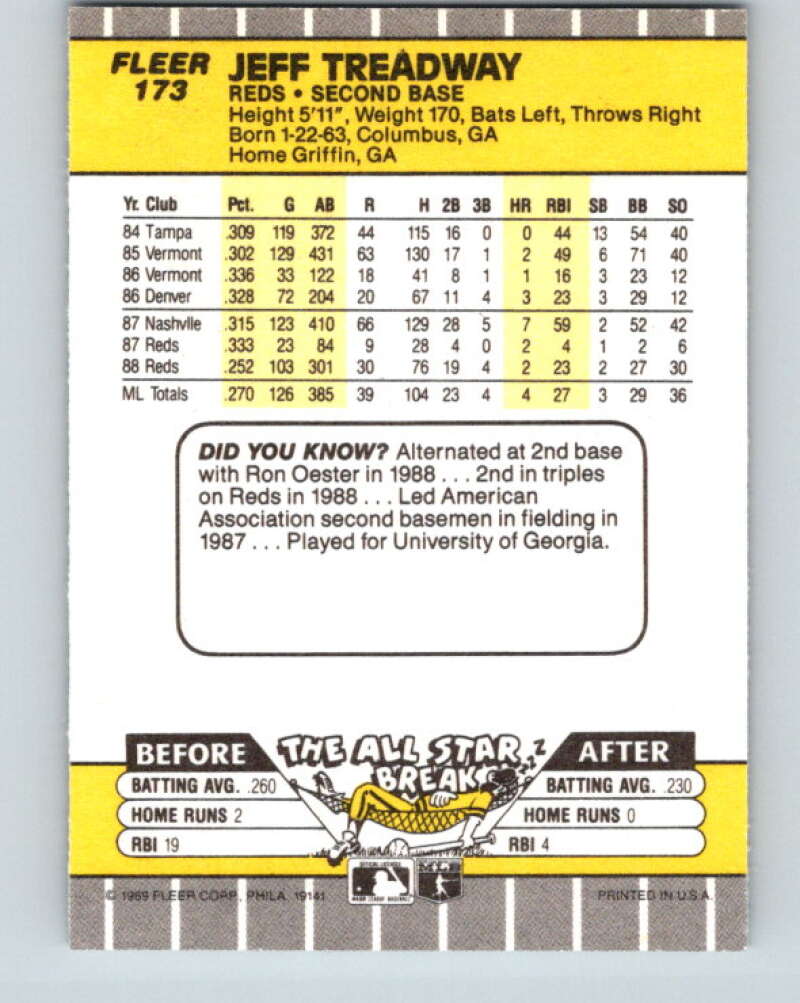 FLEER
173
JEFF TREADWAY
REDS • SECOND BASE
Height 5'11", Weight 170, Bats Left, Throws Right
Born 1-22-63, Columbus, GA
Home Griffin, GA
Yr. Club Pct. G AB R H 2B 3B HR RBI SB BB SO
84 Tampa .309 119 372 44 115 16 0 0 44 13 54 40
85 Vermont .302 129 431 63 130 17 1 2 49 6 71 40
86 Vermont .336 33 122 18 41 8 1 1 16 3 23 12
86 Denver .328 72 204 20 67 11 4 3 23 3 29 12
87 Nashvlle .315 123 410 66 129 28 5 7 59 2 52 42
87 Reds .333 23 84 9 28 4 0 2 4 1 2 6
88 Reds .252 103 301 30 76 19 4 2 23 2 27 30
ML Totals .270 126 385 39 104 23 4 4 27 3 29 36
DID YOU KNOW? Alternated at 2nd base
with Ron Oester in 1988 . . . 2nd in triples
on Reds in 1988 . . . Led American
Association second basemen in fielding in
1987 . . . Played for University of Georgia.
BEFORE THE ALL STAR BREAK AFTER
ZZZ
BATTING AVG. .260 BATTING AVG. .230
HOME RUNS 2 HOME RUNS 0
RBI 19 RBI 4
OFFICIAL LICENSEE
MAJOR LEAGUE BASEBALL
© 1989 FLEER CORP., PHILA. 19141 PRINTED IN U.S.A.